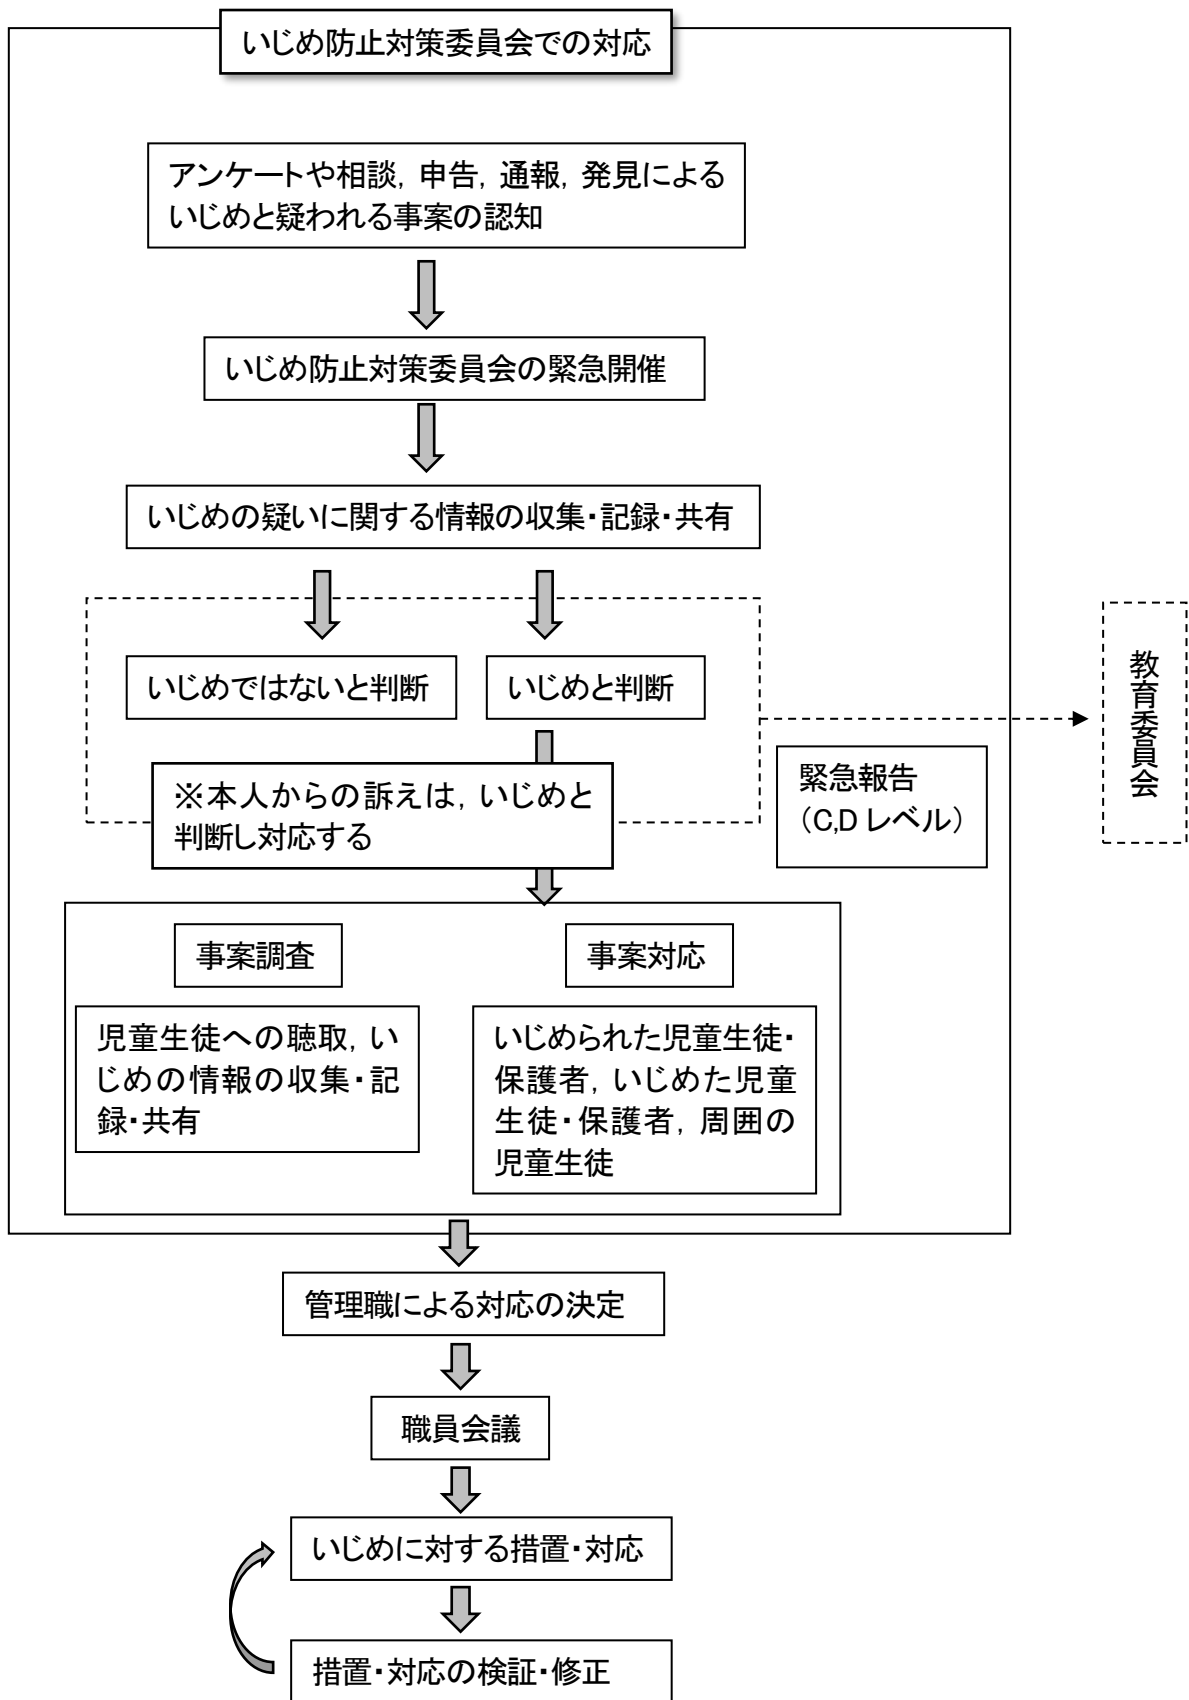 いじめ防止対策委員会での対応
アンケートや相談，申告，通報，発見による
いじめと疑われる事案の認知
いじめ防止対策委員会の緊急開催
いじめの疑いに関する情報の収集・記録・共有
いじめではないと判断
いじめと判断
教育委員会
※本人からの訴えは，いじめと
判断し対応する
緊急報告
（C,D レベル）
事案調査
事案対応
児童生徒への聴取，い
じめの情報の収集・記
録・共有
いじめられた児童生徒・
保護者，いじめた児童
生徒・保護者，周囲の
児童生徒
管理職による対応の決定
職員会議
いじめに対する措置・対応
措置・対応の検証・修正